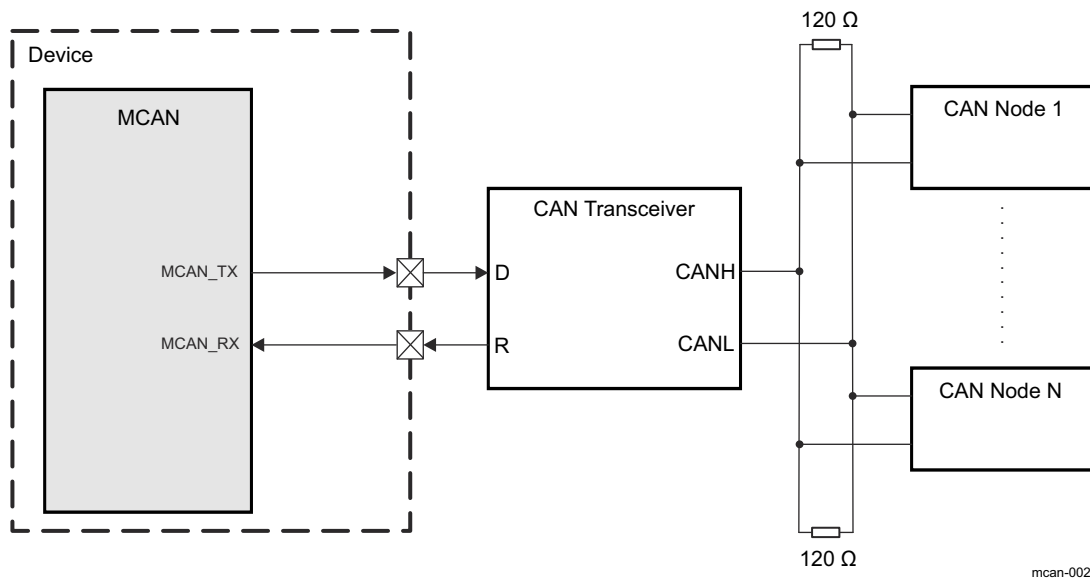 120 Ω
Device
MCAN
CAN Node 1
CAN Transceiver
MCAN_TX
D
CANH
MCAN_RX
R
CANL
CAN Node N
120 Ω
mcan-002